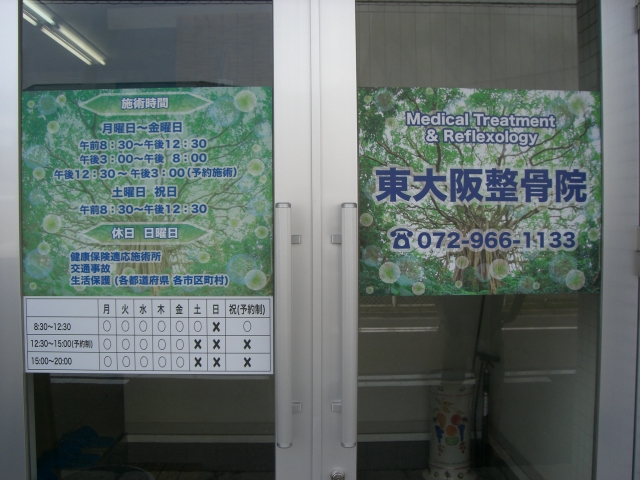 施術時間
月曜日～金曜日
午前8：30～午後12：30
午後3：00～午後 8：00
午後12：30～午後3：00(予約施術)
土曜日 祝日
午前8：30～午後12：30
休日 日曜日
健康保険適応施術所
交通事故
生活保護 (各都道府県 各市区町村)
月 火 水 木 金 土 日 祝(予約制)
8:30～12:30 ○ ○ ○ ○ ○ ○ × ○
12:30～15:00(予約制) ○ ○ ○ ○ ○ × × ×
15:00～20:00 ○ ○ ○ ○ ○ × × ×
Medical Treatment
& Reflexology
東大阪整骨院
☎072-966-1133